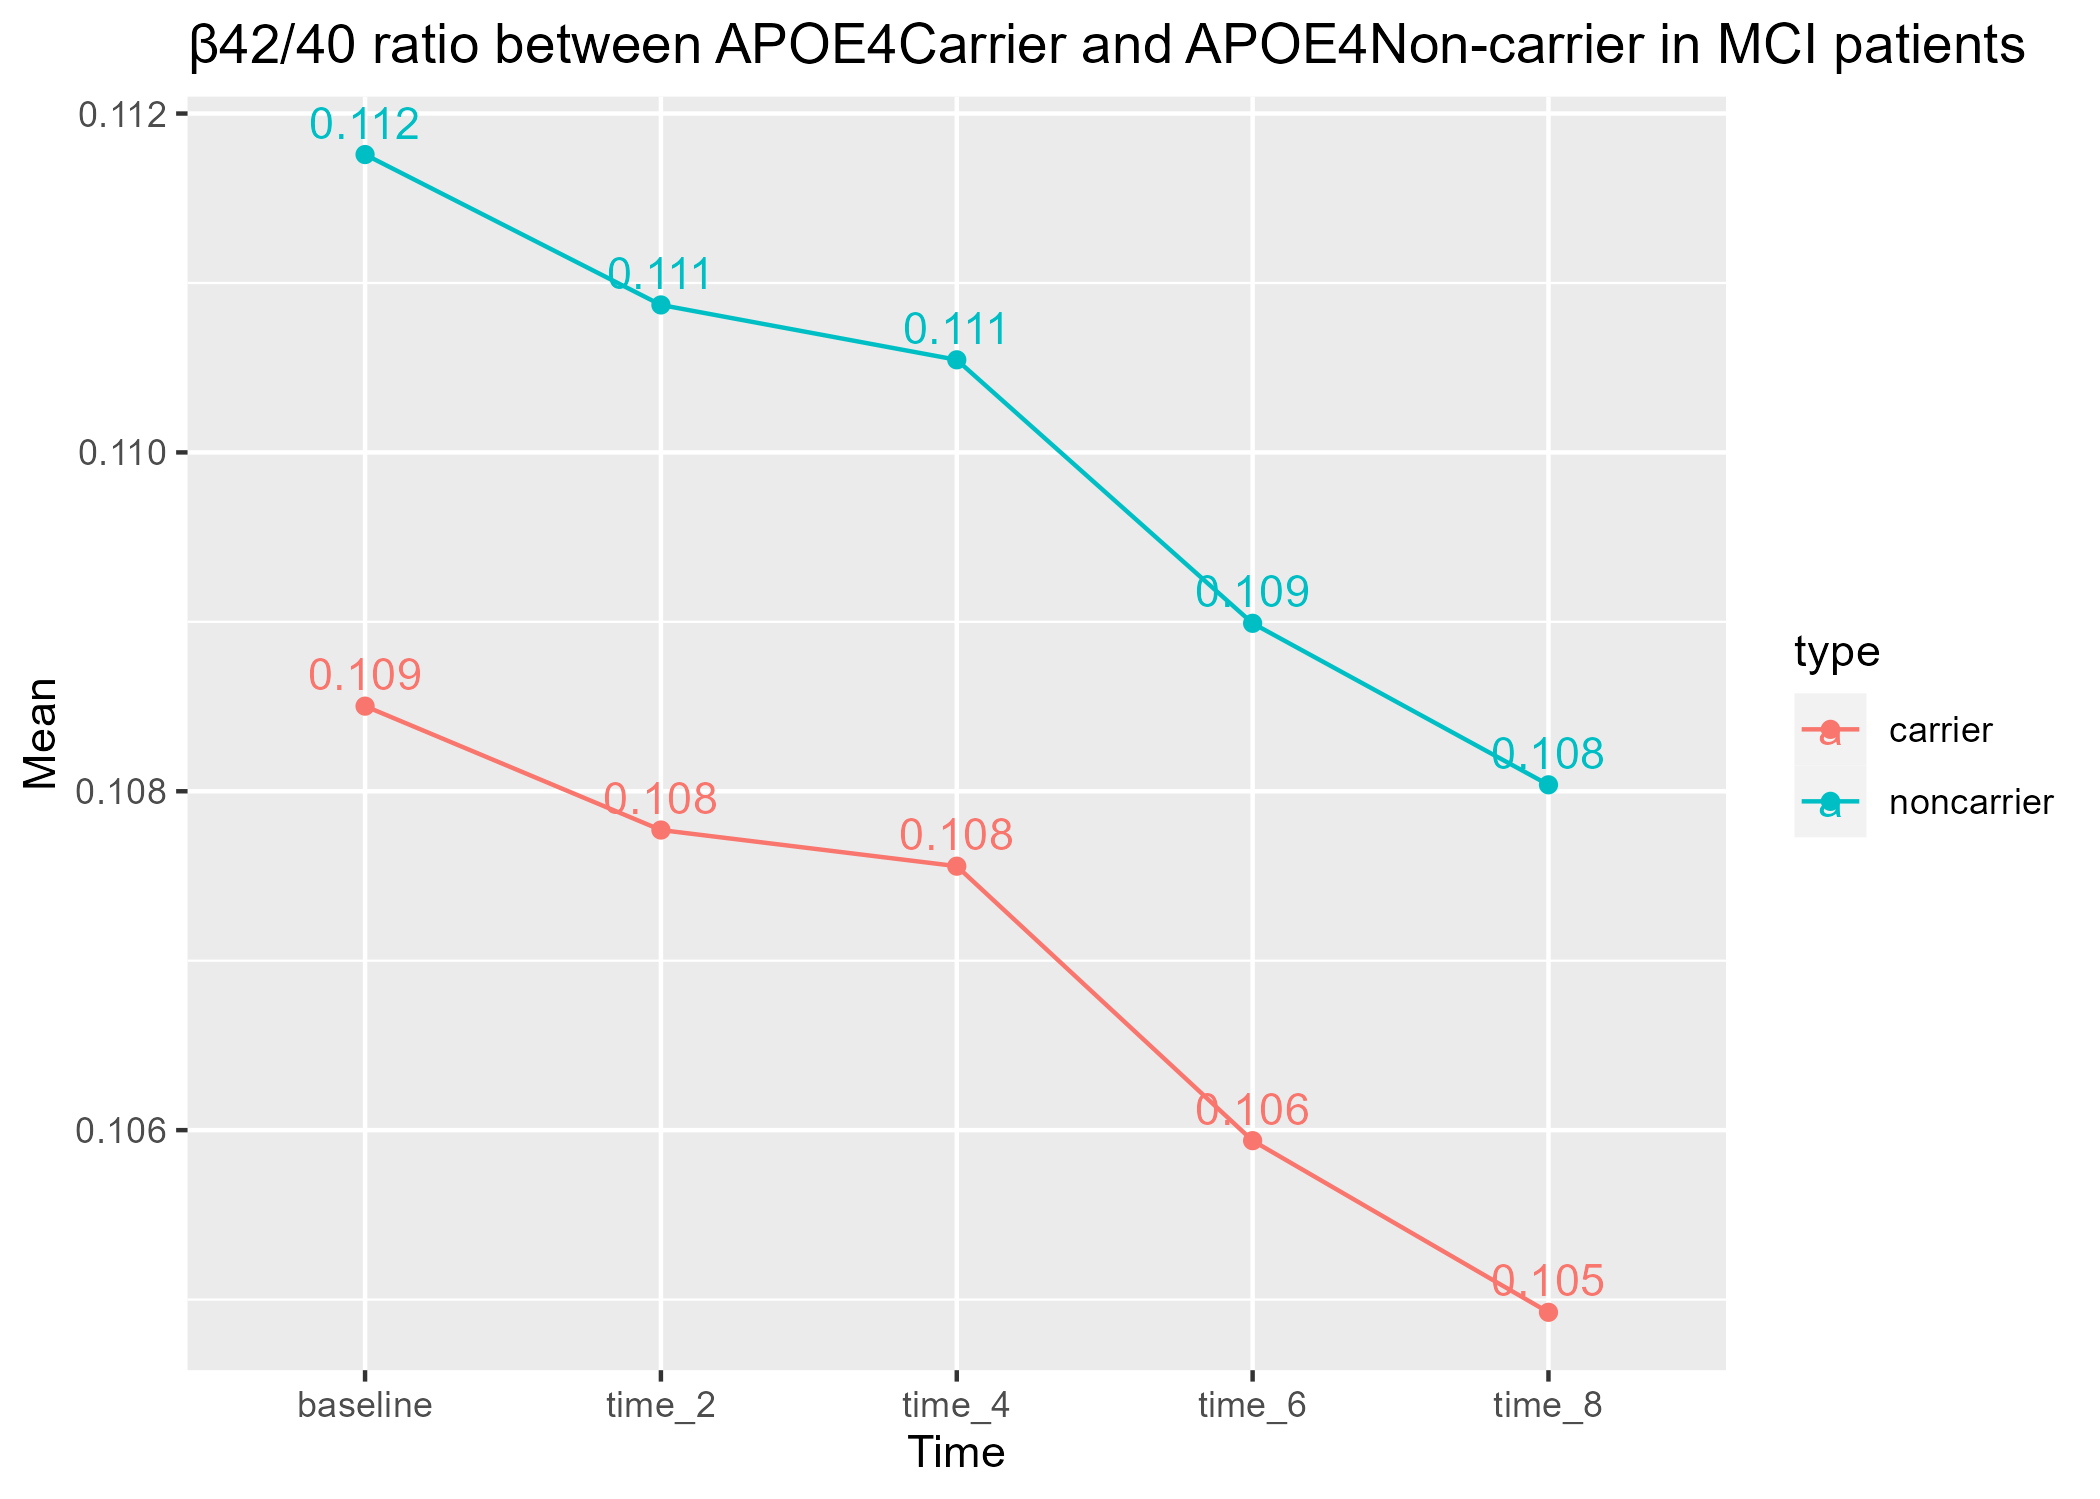 β42/40 ratio between APOE4Carrier and APOE4Non-carrier in MCI patients
0.112
0.110
0.108
0.106
Mean
0.112
0.111
0.111
0.109
0.108
0.109
0.108
0.108
0.106
0.105
baseline time_2 time_4 time_6 time_8
Time
type
a carrier
a noncarrier